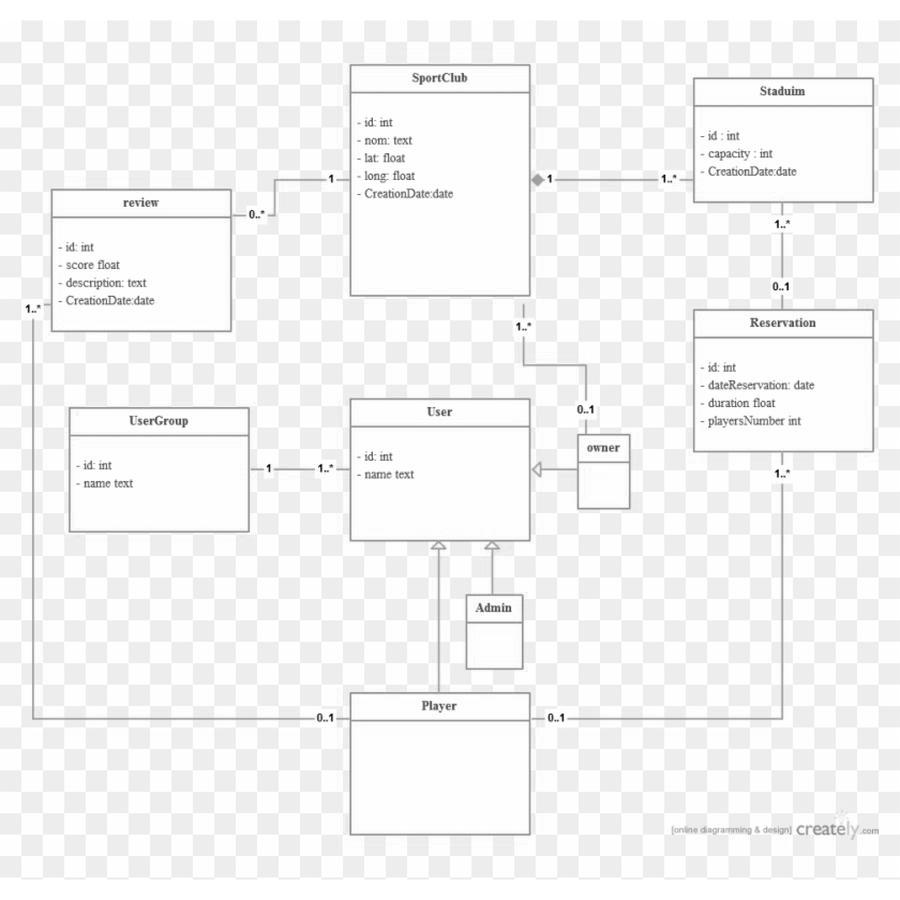 SportClub
- id: int
- nom: text
- lat: float
- long: float
- CreationDate:date
Staduim
- id : int
- capacity : int
- CreationDate:date
1
1
1..*
review
- id: int
- score float
- description: text
- CreationDate:date
0..*
1..*
1..*
0..1
1..*
0..1
Reservation
- id: int
- dateReservation: date
- duration float
- playersNumber int
1..*
UserGroup
- id: int
- name text
1
1..*
User
- id: int
- name text
owner
Admin
Player
0..1
0..1
[online diagramming & design] creately.com